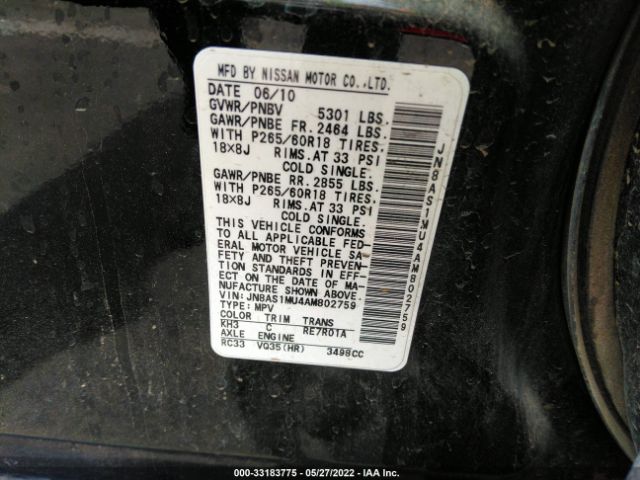 MFD BY NISSAN MOTOR CO.,LTD.
DATE 06/10
GVWR/PNBV 5301 LBS.
GAWR/PNBE FR. 2464 LBS.
WITH P265/60R18 TIRES.
18X8J RIMS.AT 33 PSI
COLD SINGLE.
GAWR/PNBE RR. 2855 LBS.
WITH P265/60R18 TIRES.
18X8J RIMS.AT 33 PSI
COLD SINGLE.
THIS VEHICLE CONFORMS
TO ALL APPLICABLE FED-
ERAL MOTOR VEHICLE SA-
FETY AND THEFT PREVEN-
TION STANDARDS IN EFF-
ECT ON THE DATE OF MA-
NUFACTURE SHOWN ABOVE.
VIN:JN8AS1MU4AM802759
TYPE: MPV
COLOR TRIM TRANS
KH3 C RE7R01A
AXLE ENGINE
RC33 VQ35(HR) 3498CC
JN8AS1MU4AM802759
000-33183775 - 05/27/2022 - IAA Inc.